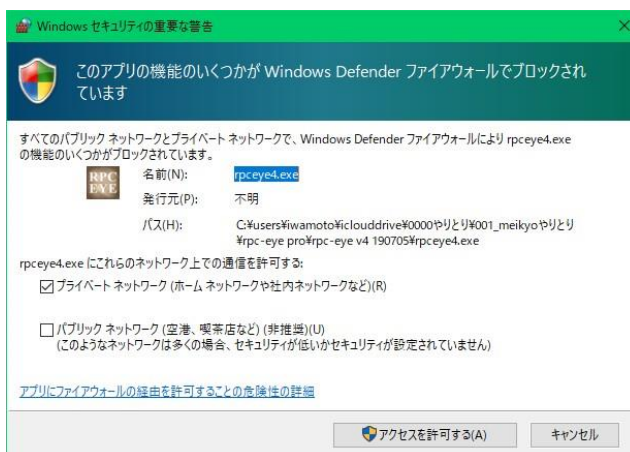 Windows セキュリティの重要な警告
このアプリの機能のいくつかが Windows Defender ファイアウォールでブロックされ
ています
すべてのパブリック ネットワークとプライベート ネットワークで、Windows Defender ファイアウォールにより rpceye4.exe
の機能のいくつかがブロックされています。
RPC
EYE
名前(N): rpceye4.exe
発行元(P): 不明
パス(H): C:¥users¥iwamoto¥iclouddrive¥0000やりとり¥001_meikyoやりとり
¥rpc-eye pro¥rpc-eye v4 190705¥rpceye4.exe
rpceye4.exe にこれらのネットワーク上での通信を許可する:
プライベート ネットワーク (ホーム ネットワークや社内ネットワークなど)(R)
パブリック ネットワーク (空港、喫茶店など) (非推奨)(U)
(このようなネットワークは多くの場合、セキュリティが低いかセキュリティが設定されていません)
アプリにファイアウォールの経由を許可することの危険性の詳細
アクセスを許可する(A) キャンセル